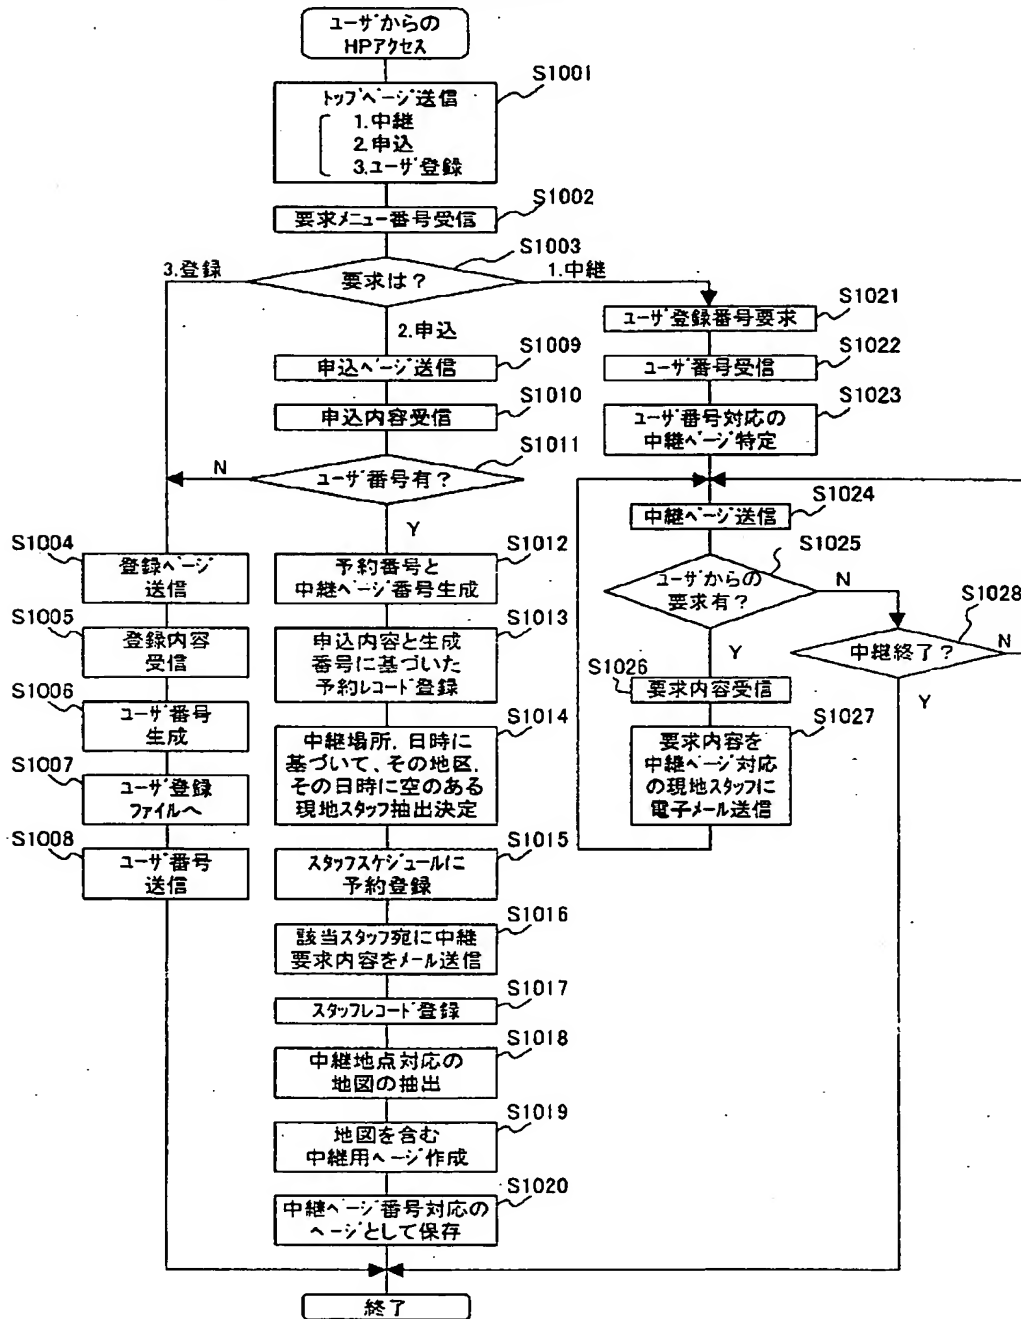 ユーザからの
HPアクセス
S1001
トップページ送信
1.中継
2.申込
3.ユーザ登録
S1002
要求メニュー番号受信
S1003
要求は?
3.登録
1.中継
2.申込
S1009
申込ページ送信
S1010
申込内容受信
S1011
ユーザ番号有?
N
Y
S1004
登録ページ
送信
S1005
登録内容
受信
S1006
ユーザ番号
生成
S1007
ユーザ登録
ファイルへ
S1008
ユーザ番号
送信
S1012
予約番号と
中継ページ番号生成
S1013
申込内容と生成
番号に基づいた
予約レコード登録
S1014
中継場所、日時に
基づいて、その地区、
その日時に空のある
現地スタッフ抽出決定
S1015
スタッフスケジュールに
予約登録
S1016
該当スタッフ宛に中継
要求内容をメール送信
S1017
スタッフレコード登録
S1018
中継地点対応の
地図の抽出
S1019
地図を含む
中継用ページ作成
S1020
中継ページ番号対応の
ページとして保存
S1021
ユーザ登録番号要求
S1022
ユーザ番号受信
S1023
ユーザ番号対応の
中継ページ特定
S1024
中継ページ送信
S1025
ユーザからの
要求有?
N
Y
S1026
要求内容受信
S1027
要求内容を
中継ページ対応
の現地スタッフに
電子メール送信
S1028
中継終了?
N
Y
終了